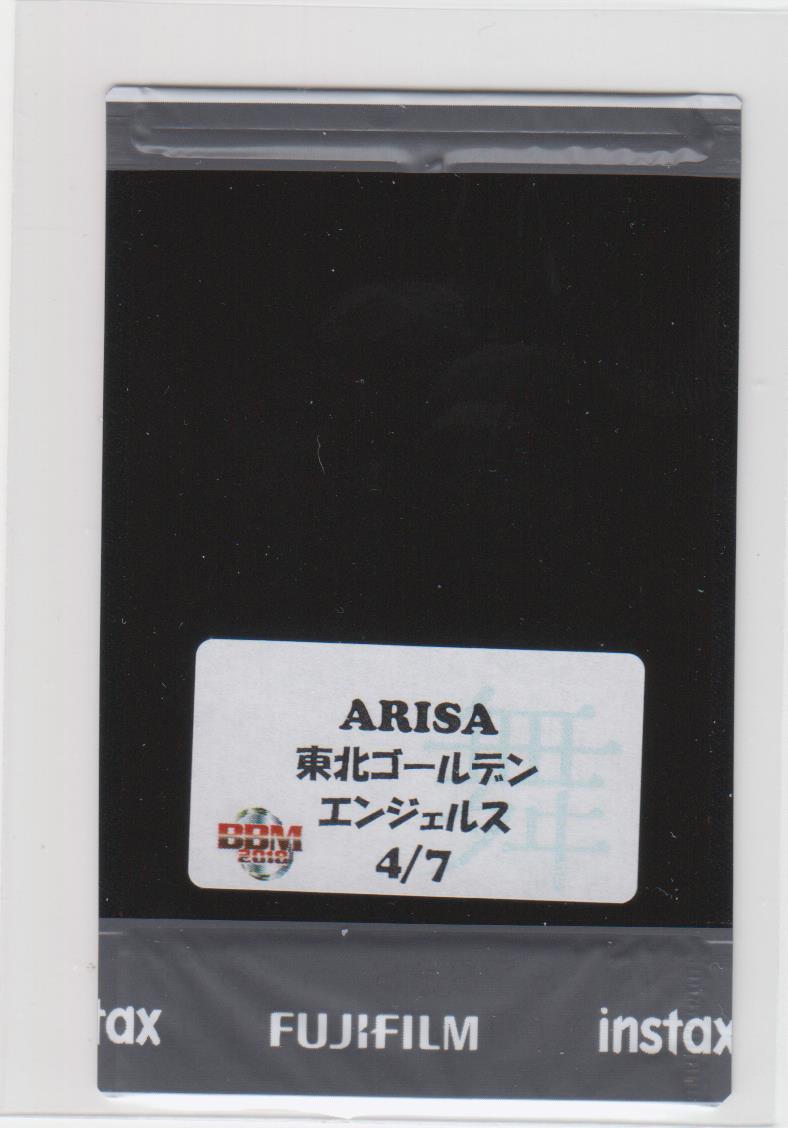 ARISA
東北ゴールデン
エンジェルス
4/7
BBM
2018
舞
tax
FUJIFILM
instax